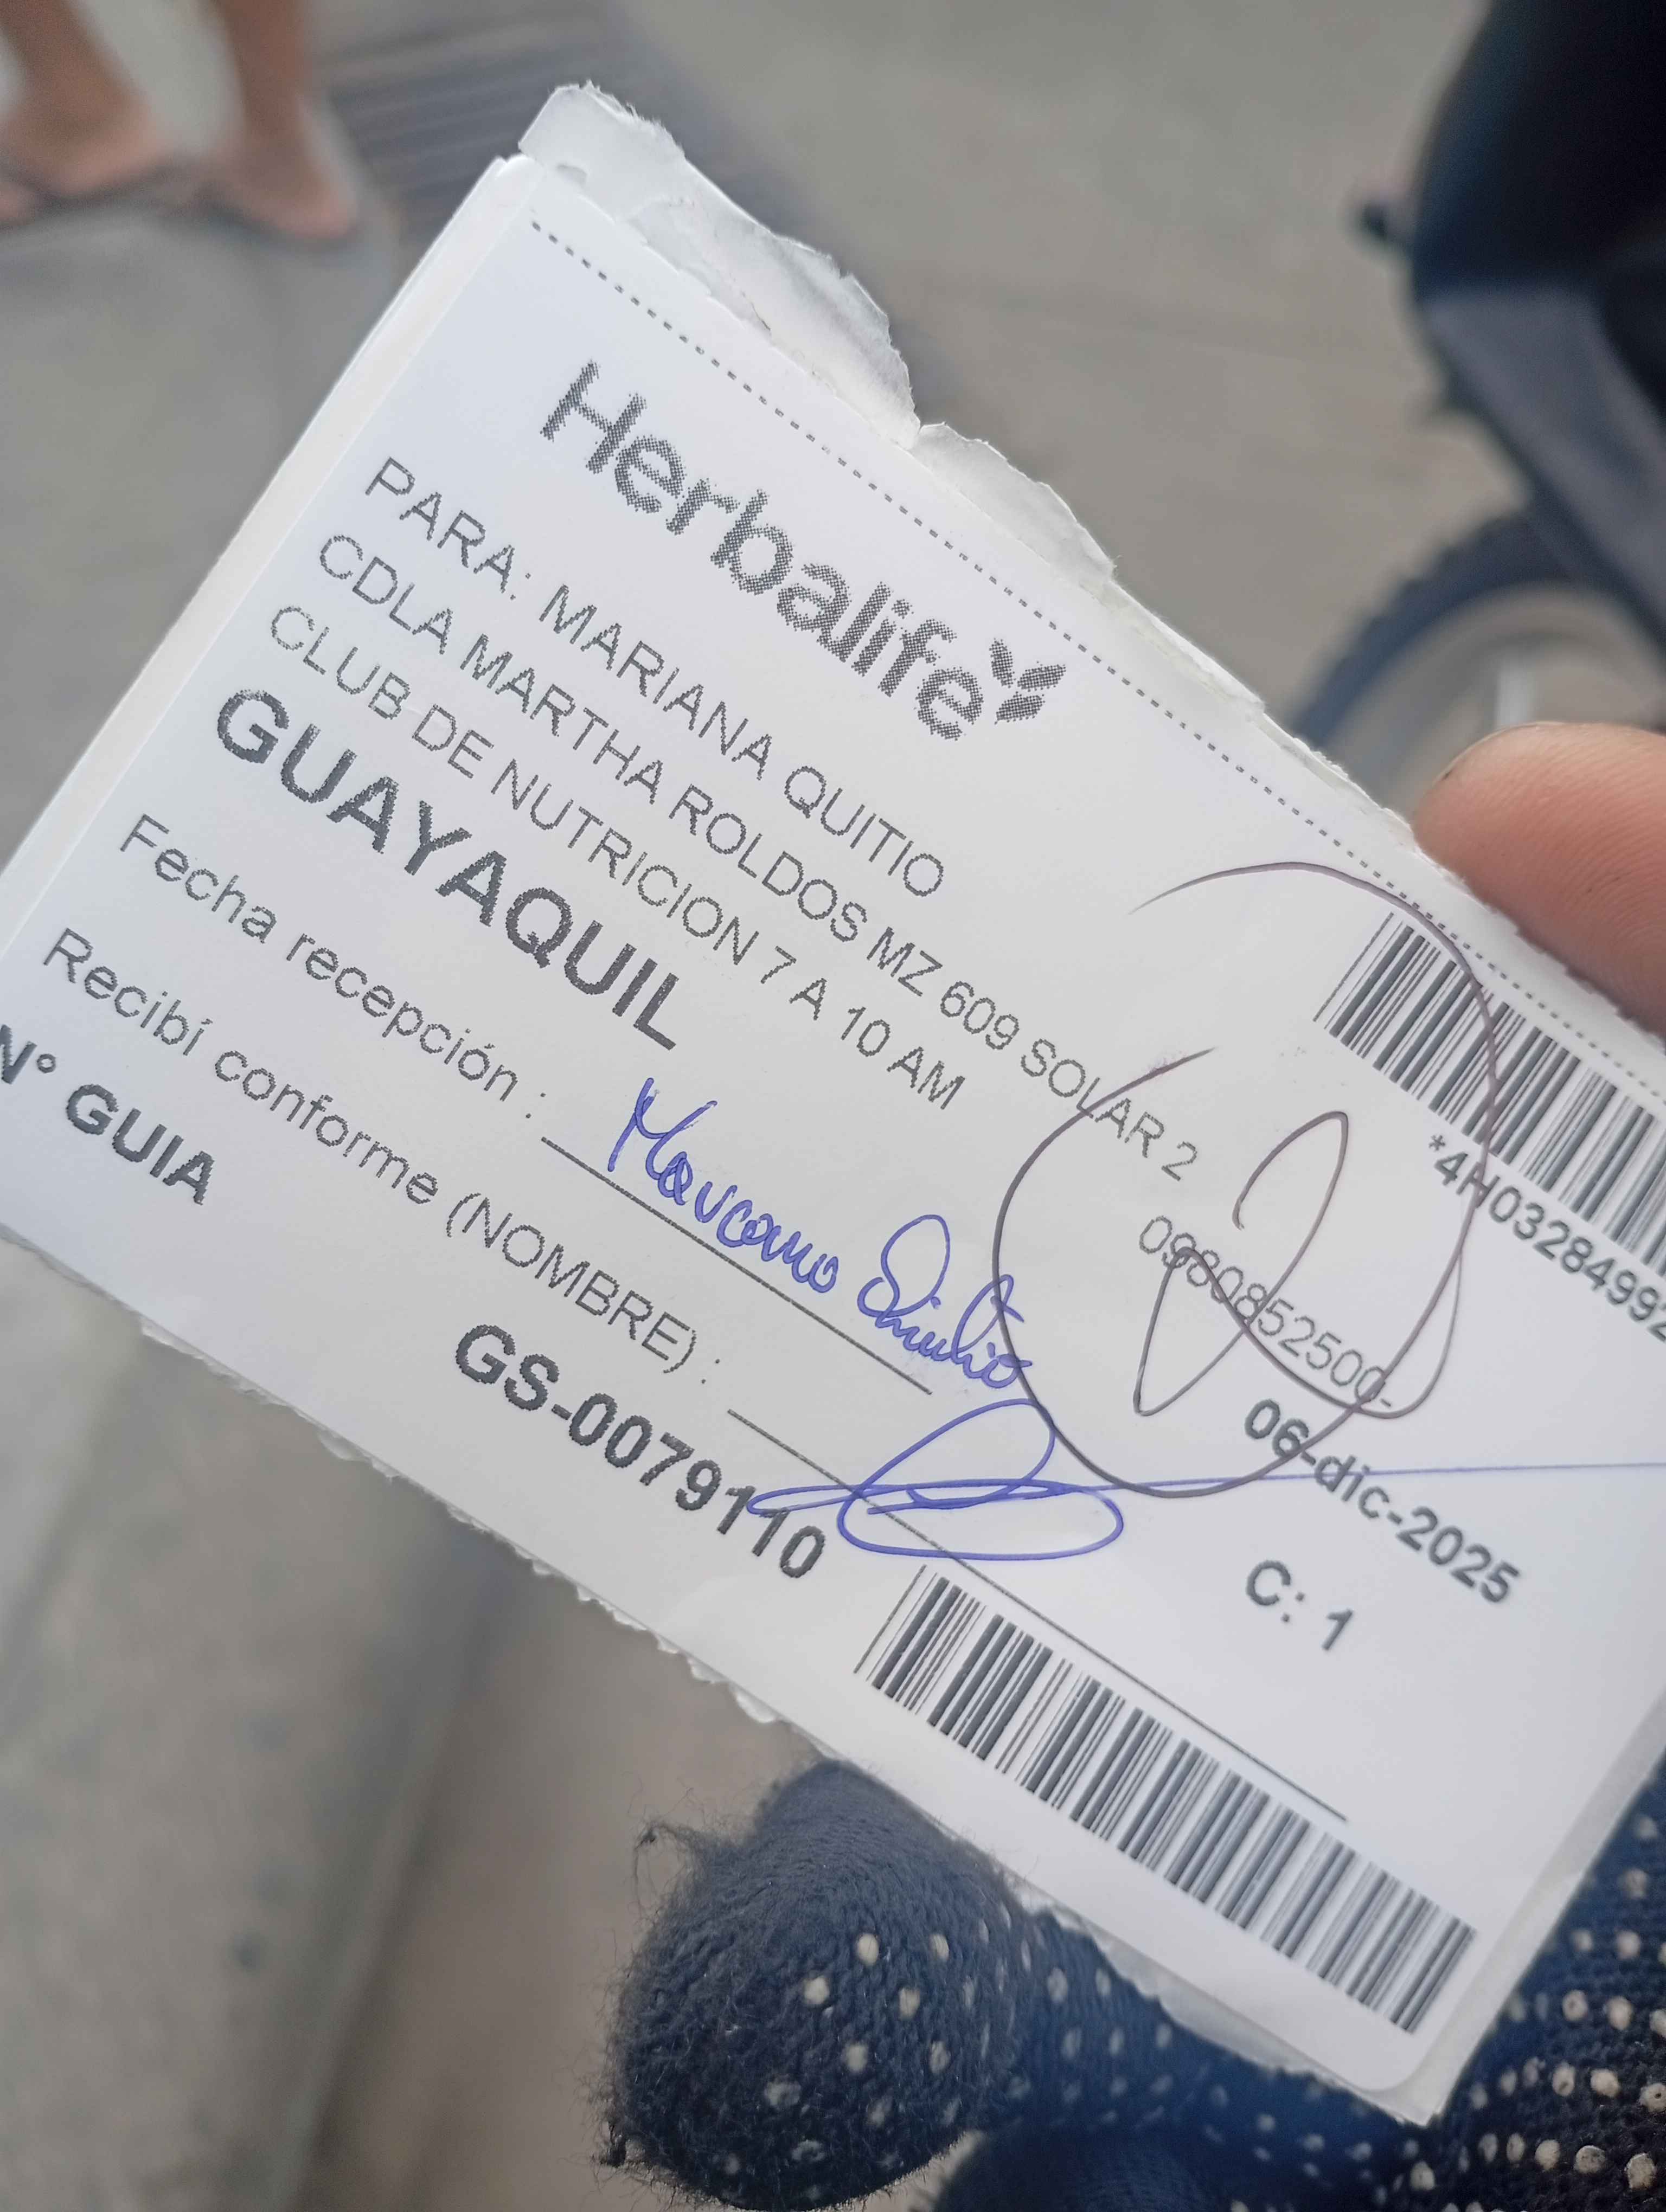 Herbalife
PARA: MARIANA QUITIO
CDLA MARTHA ROLDOS MZ 609 SOLAR 2
CLUB DE NUTRICION 7 A 10 AM
0980852500-
GUAYAQUIL
06-dic-2025
Fecha recepción :
C: 1
Recibí conforme (NOMBRE) :
N° GUIA
GS-0079110